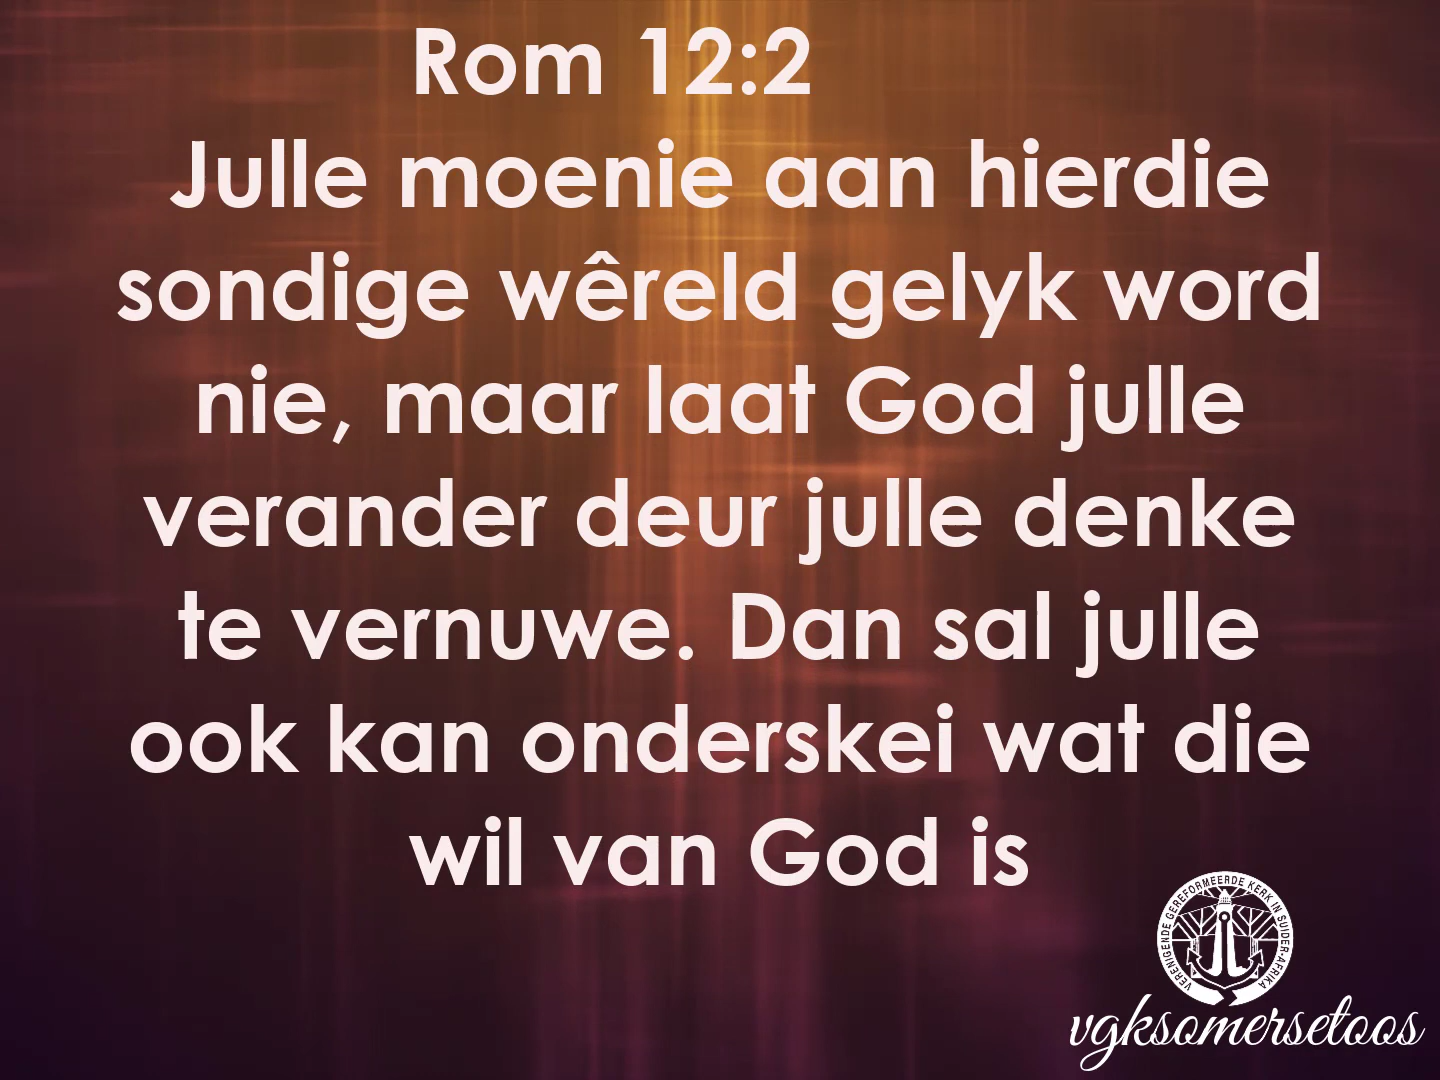 Rom 12:2
Julle moenie aan hierdie
sondige wêreld gelyk word
nie, maar laat God julle
verander deur julle denke
te vernuwe. Dan sal julle
ook kan onderskei wat die
wil van God is
VERENIGENDE GEREFORMEERDE KERK IN SUIDER-AFRIKA
vgksomersetoos